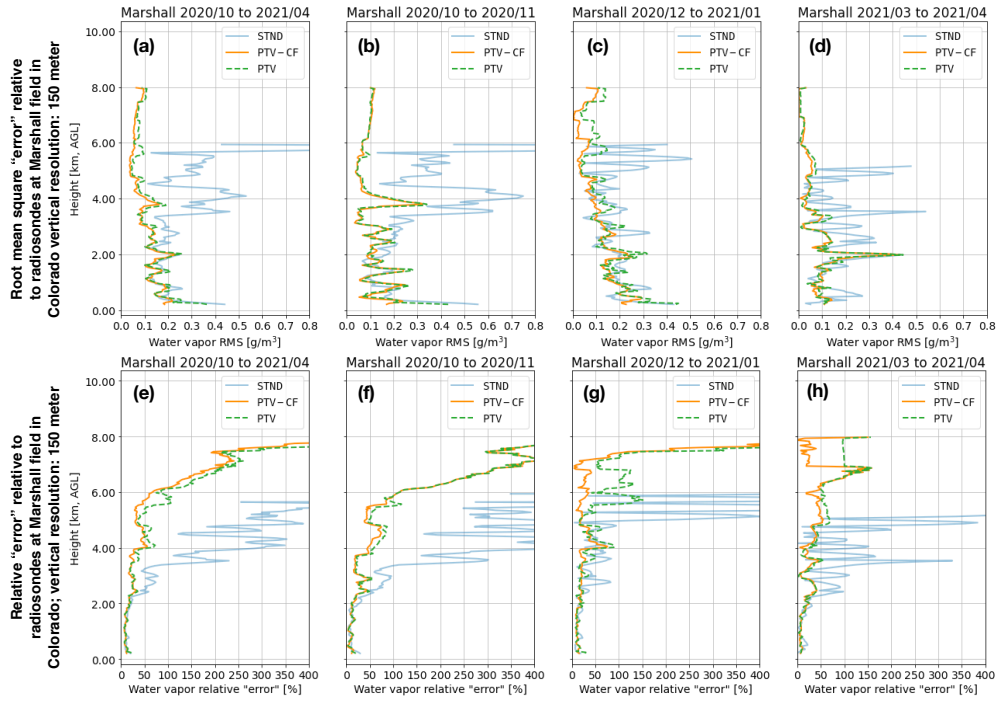 Marshall 2020/10 to 2021/04
Marshall 2020/10 to 2020/11
Marshall 2020/12 to 2021/01
Marshall 2021/03 to 2021/04
Root mean square “error” relative
to radiosondes at Marshall field in
Colorado vertical resolution: 150 meter
Height [km, AGL]
10.00
8.00
6.00
4.00
2.00
0.00
(a)
STND
PTV−CF
PTV
(b)
STND
PTV−CF
PTV
(c)
STND
PTV−CF
PTV
(d)
STND
PTV−CF
PTV
0.0 0.1 0.2 0.3 0.4 0.5 0.6 0.7 0.8
0.0 0.1 0.2 0.3 0.4 0.5 0.6 0.7 0.8
0.0 0.1 0.2 0.3 0.4 0.5 0.6 0.7 0.8
0.0 0.1 0.2 0.3 0.4 0.5 0.6 0.7 0.8
Water vapor RMS [g/m³]
Water vapor RMS [g/m³]
Water vapor RMS [g/m³]
Water vapor RMS [g/m³]
Marshall 2020/10 to 2021/04
Marshall 2020/10 to 2020/11
Marshall 2020/12 to 2021/01
Marshall 2021/03 to 2021/04
Relative “error” relative to
radiosondes at Marshall field in
Colorado; vertical resolution: 150 meter
Height [km, AGL]
10.00
8.00
6.00
4.00
2.00
0.00
(e)
STND
PTV−CF
PTV
(f)
STND
PTV−CF
PTV
(g)
STND
PTV−CF
PTV
(h)
STND
PTV−CF
PTV
0 50 100 150 200 250 300 350 400
0 50 100 150 200 250 300 350 400
0 50 100 150 200 250 300 350 400
0 50 100 150 200 250 300 350 400
Water vapor relative "error" [%]
Water vapor relative "error" [%]
Water vapor relative "error" [%]
Water vapor relative "error" [%]